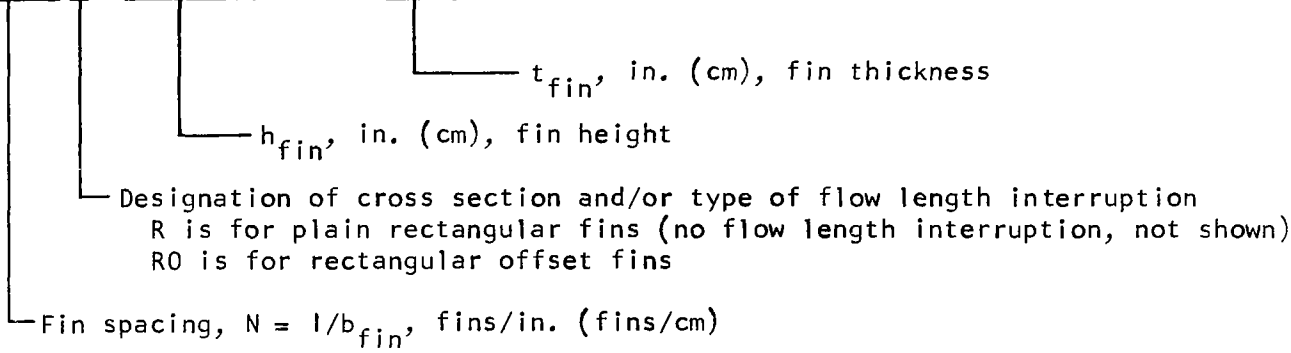 t_fin, in. (cm), fin thickness
h_fin, in. (cm), fin height
Designation of cross section and/or type of flow length interruption
R is for plain rectangular fins (no flow length interruption, not shown)
RO is for rectangular offset fins
Fin spacing, N = 1/b_fin, fins/in. (fins/cm)